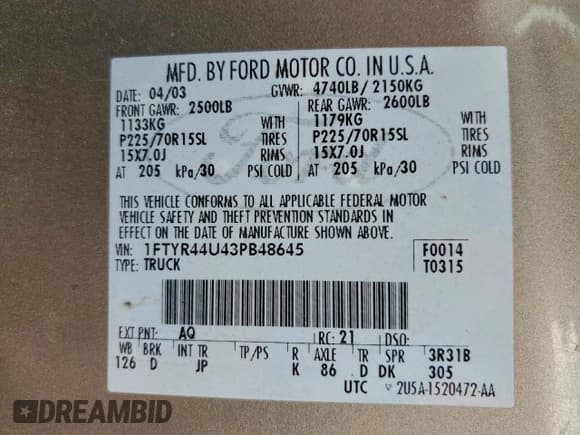 MFD. BY FORD MOTOR CO. IN U.S.A.
DATE: 04/03 GVWR: 4740LB/ 2150KG
FRONT GAWR: 2500LB REAR GAWR: 2600LB
1133KG WITH 1179KG WITH
P225/70R15SL TIRES P225/70R15SL TIRES
15X7.0J RIMS 15X7.0J RIMS
AT 205 kPa/30 PSI COLD AT 205 kPa/30 PSI COLD
Ford
THIS VEHICLE CONFORMS TO ALL APPLICABLE FEDERAL MOTOR
VEHICLE SAFETY AND THEFT PREVENTION STANDARDS IN
EFFECT ON THE DATE OF MANUFACTURE SHOWN ABOVE.
VIN: 1FTYR44U43PB48645 F0014
TYPE: TRUCK T0315
EXT PNT: AQ RC: 21 DSO:
WB BRK INT TR TP/PS R AXLE TR SPR 3R31B
126 D JP K 86 D DK 305
UTC 2U5A-1520472-AA
DREAMBID